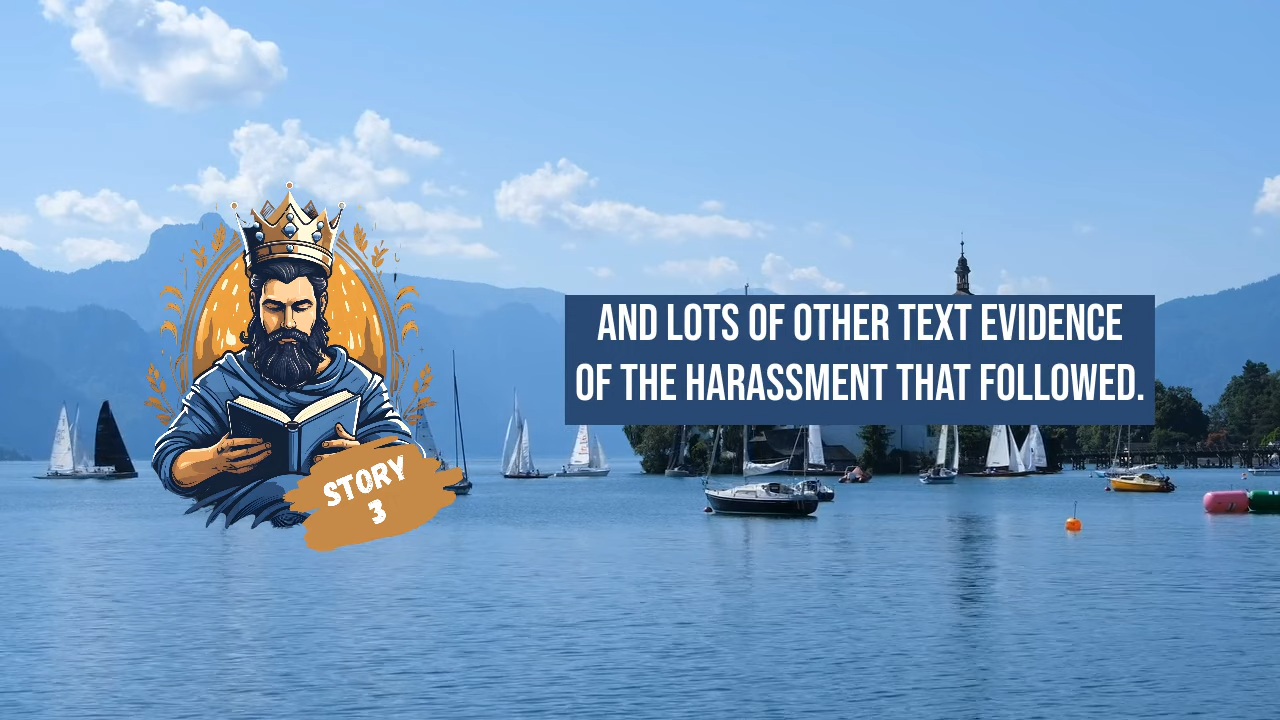 AND LOTS OF OTHER TEXT EVIDENCE
OF THE HARASSMENT THAT FOLLOWED.
STORY
3